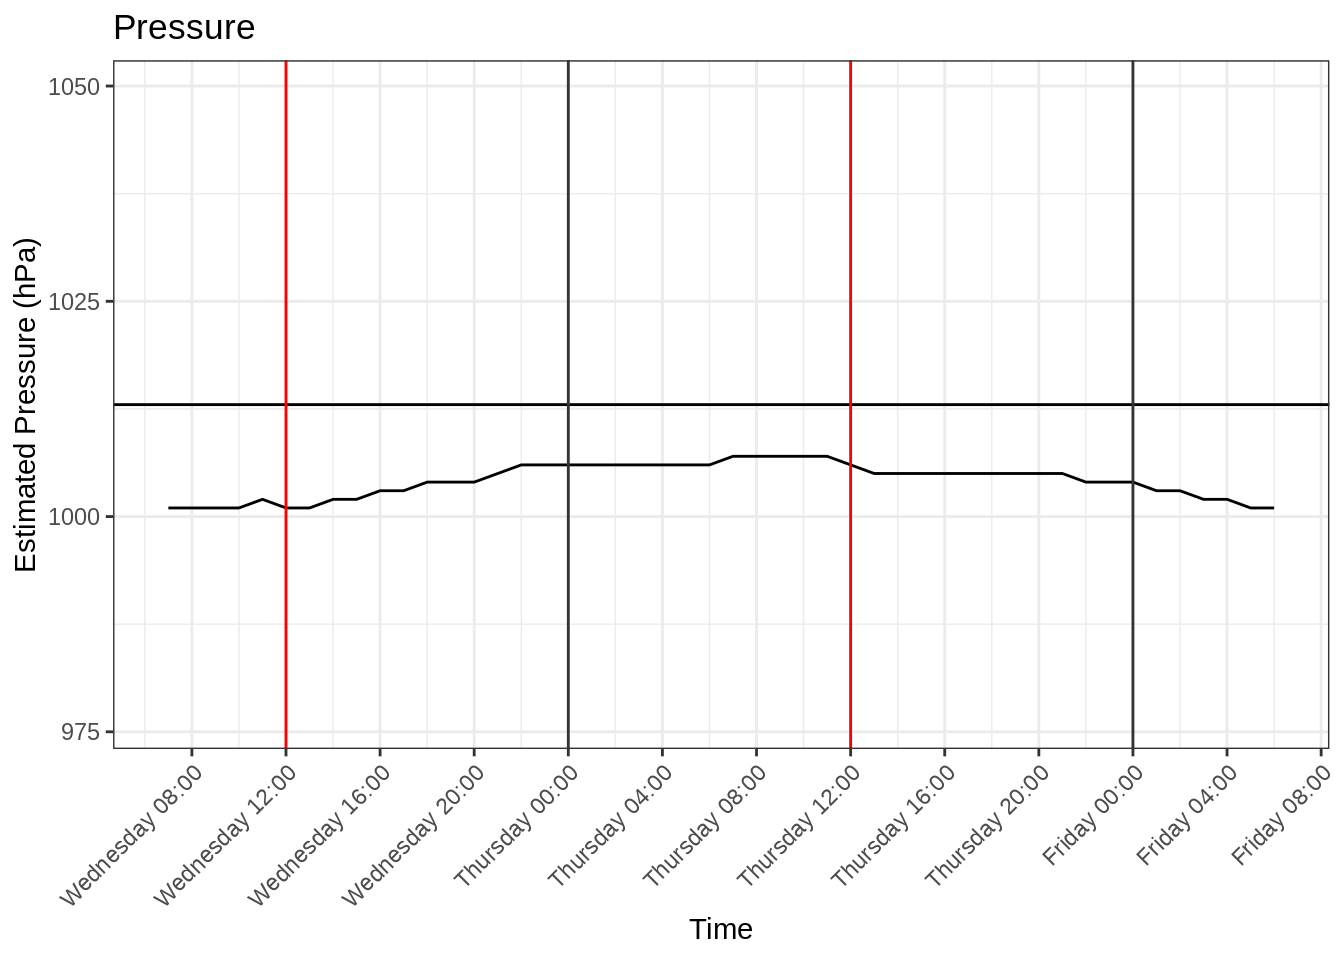 Pressure
Estimated Pressure (hPa)
1050
1025
1000
975
Wednesday 08:00
Wednesday 12:00
Wednesday 16:00
Wednesday 20:00
Thursday 00:00
Thursday 04:00
Thursday 08:00
Thursday 12:00
Thursday 16:00
Thursday 20:00
Friday 00:00
Friday 04:00
Friday 08:00
Time